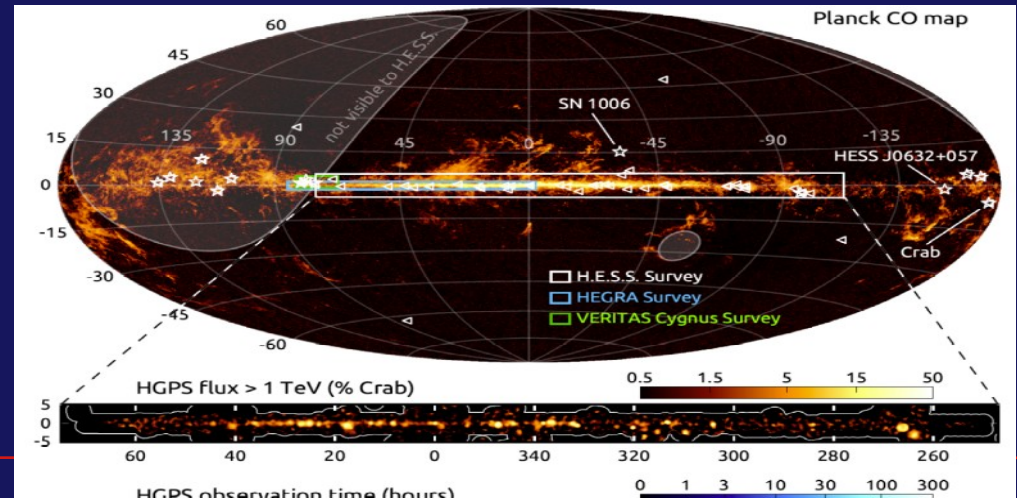 Planck CO map
60
45
30
15
0
-15
-30
-45
-60
not visible to H.E.S.S.
135 90 45 0 -45 -90 -135
SN 1006
HESS J0632+057
Crab
H.E.S.S. Survey
HEGRA Survey
VERITAS Cygnus Survey
HGPS flux > 1 TeV (% Crab)
0.5 1.5 5 15 50
5
0
-5
60 40 20 0 340 320 300 280 260
HGPS observation time (hours)
0 1 3 10 30 100 300